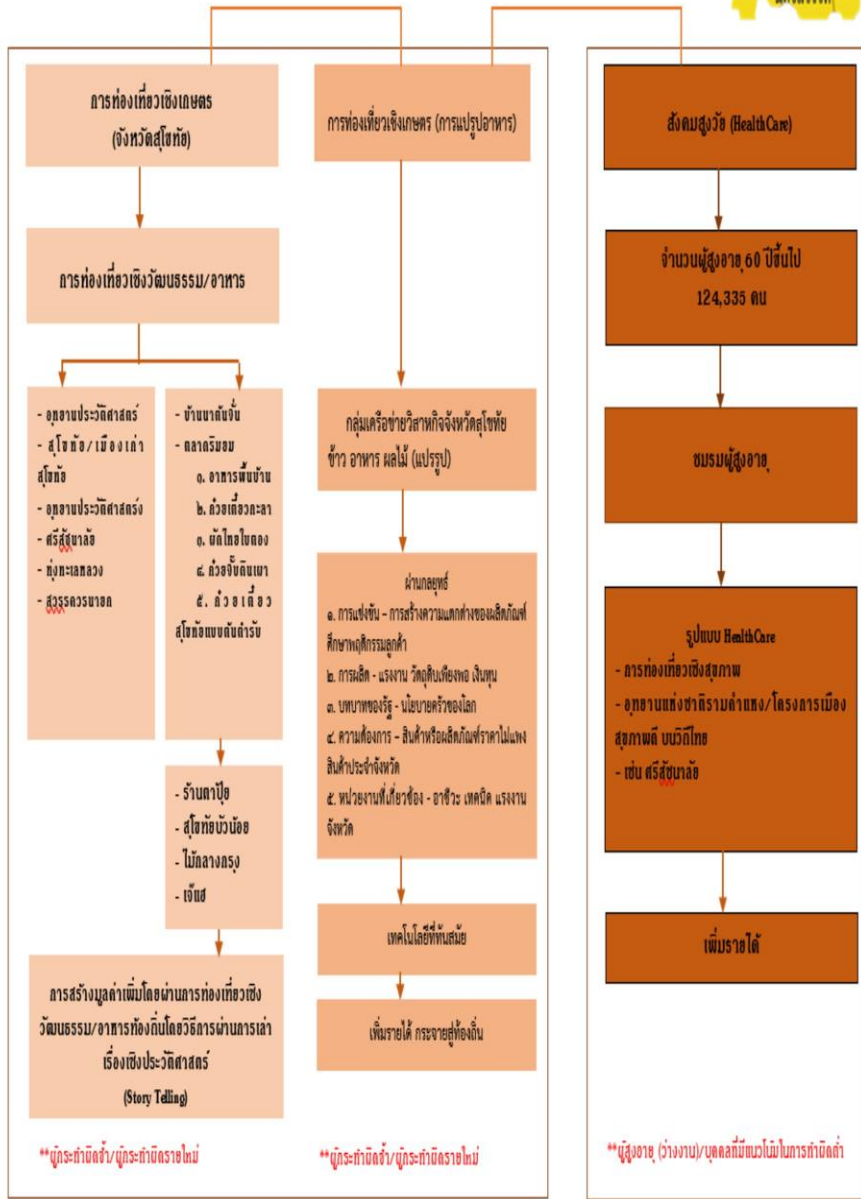 การท่องเที่ยวเชิงเกษตร
(จังหวัดสุโขทัย)
การท่องเที่ยวเชิงวัฒนธรรม/อาหาร
- อุทยานประวัติศาสตร์
- สุโขทัย/เมืองเก่า
สุโขทัย
- อุทยานประวัติศาสตร์ง
- ศรีสัชนาลัย
- ทุ่งทะเลหลวง
- สวรรควรนายก
- บ้านนาต้นจั่น
- ตลาดริมยม
๑. อาหารพื้นบ้าน
๒. ก๋วยเตี๋ยวกะลา
๓. ผัดไทยใบตอง
๔. ก๋วยจั๊บดินเผา
๕. ก๋วยเตี๋ยว
สุโขทัยแบบต้นตำรับ
- ร้านตาปุ้ย
- สุโขทัยบัวน้อย
- ไม้กลางกรุง
- เจ๊แฮ
การสร้างมูลค่าเพิ่มโดยผ่านการท่องเที่ยวเชิง
วัฒนธรรม/อาหารท้องถิ่นโดยวิธีการผ่านการเล่า
เรื่องเชิงประวัติศาสตร์
(Story Telling)
**ผู้กระทำผิดซ้ำ/ผู้กระทำผิดรายใหม่
การท่องเที่ยวเชิงเกษตร (การแปรูปอาหาร)
กลุ่มเครือข่ายวิสาหกิจจังหวัดสุโขทัย
ข้าว อาหาร ผลไม้ (แปรรูป)
ผ่านกลยุทธ์
๑. การแข่งขัน – การสร้างความแตกต่างของผลิตภัณฑ์
ศึกษาพฤติกรรมลูกค้า
๒. การผลิต - แรงงาน วัตถุดิบเพียงพอ เงินทุน
๓. บทบาทของรัฐ - นโยบายครัวของโลก
๔. ความต้องการ – สินค้าหรือผลิตภัณฑ์ราคาไม่แพง
สินค้าประจำจังหวัด
๕. หน่วยงานที่เกี่ยวข้อง - อาชีวะ เทคนิค แรงงาน
จังหวัด
เทคโนโลยีที่ทันสมัย
เพิ่มรายได้ กระจายสู่ท้องถิ่น
**ผู้กระทำผิดซ้ำ/ผู้กระทำผิดรายใหม่
สังคมสูงวัย (HealthCare)
จำนวนผู้สูงอายุ 60 ปีขึ้นไป
124,335 คน
ชมรมผู้สูงอายุ
รูปแบบ HealthCare
- การท่องเที่ยวเชิงสุขภาพ
- อุทยานแห่งชาติรามคำแหง/โครงการเมือง
สุขภาพดี บนวิถีไทย
- เช่น ศรีสัชนาลัย
เพิ่มรายได้
**ผู้สูงอายุ (ว่างงาน)/บุคคลที่มีแนวโน้มในการทำผิดต่ำ